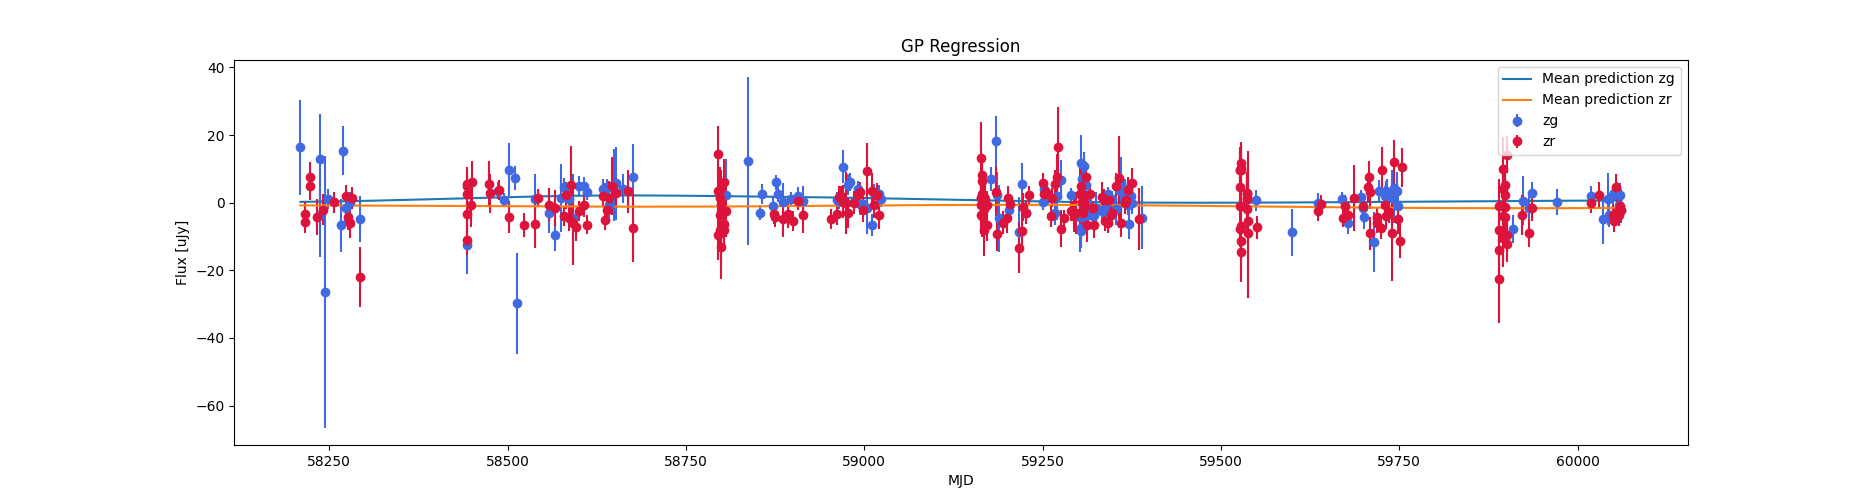 GP Regression
40
20
0
−20
−40
−60
Flux [uJy]
58250
58500
58750
59000
59250
59500
59750
60000
MJD
Mean prediction zg
Mean prediction zr
zg
zr